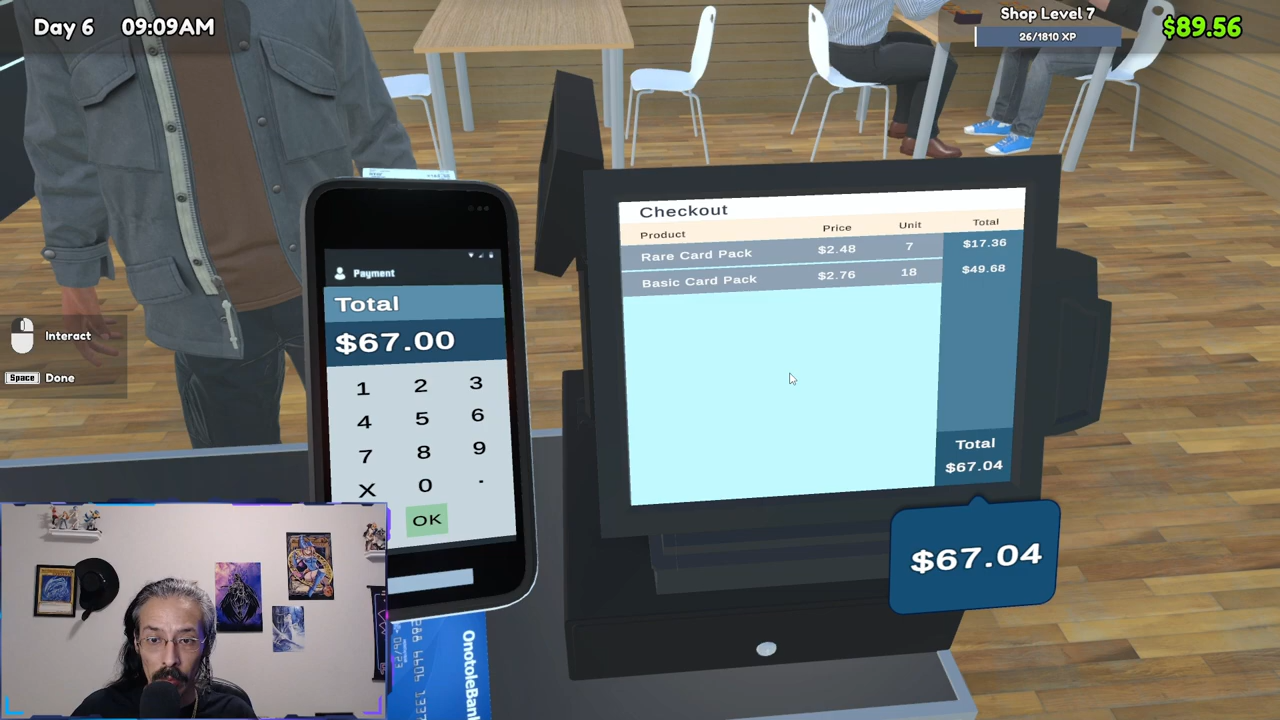 Day 6 09:09AM
Shop Level 7
26/1810 XP
$89.56
Interact
Space Done
Payment
Total
$67.00
1 2 3
4 5 6
7 8 9
X 0 .
OK
Checkout
Product Price Unit Total
Rare Card Pack $2.48 7 $17.36
Basic Card Pack $2.76 18 $49.68
Total
$67.04
$67.04
OnotoleBank